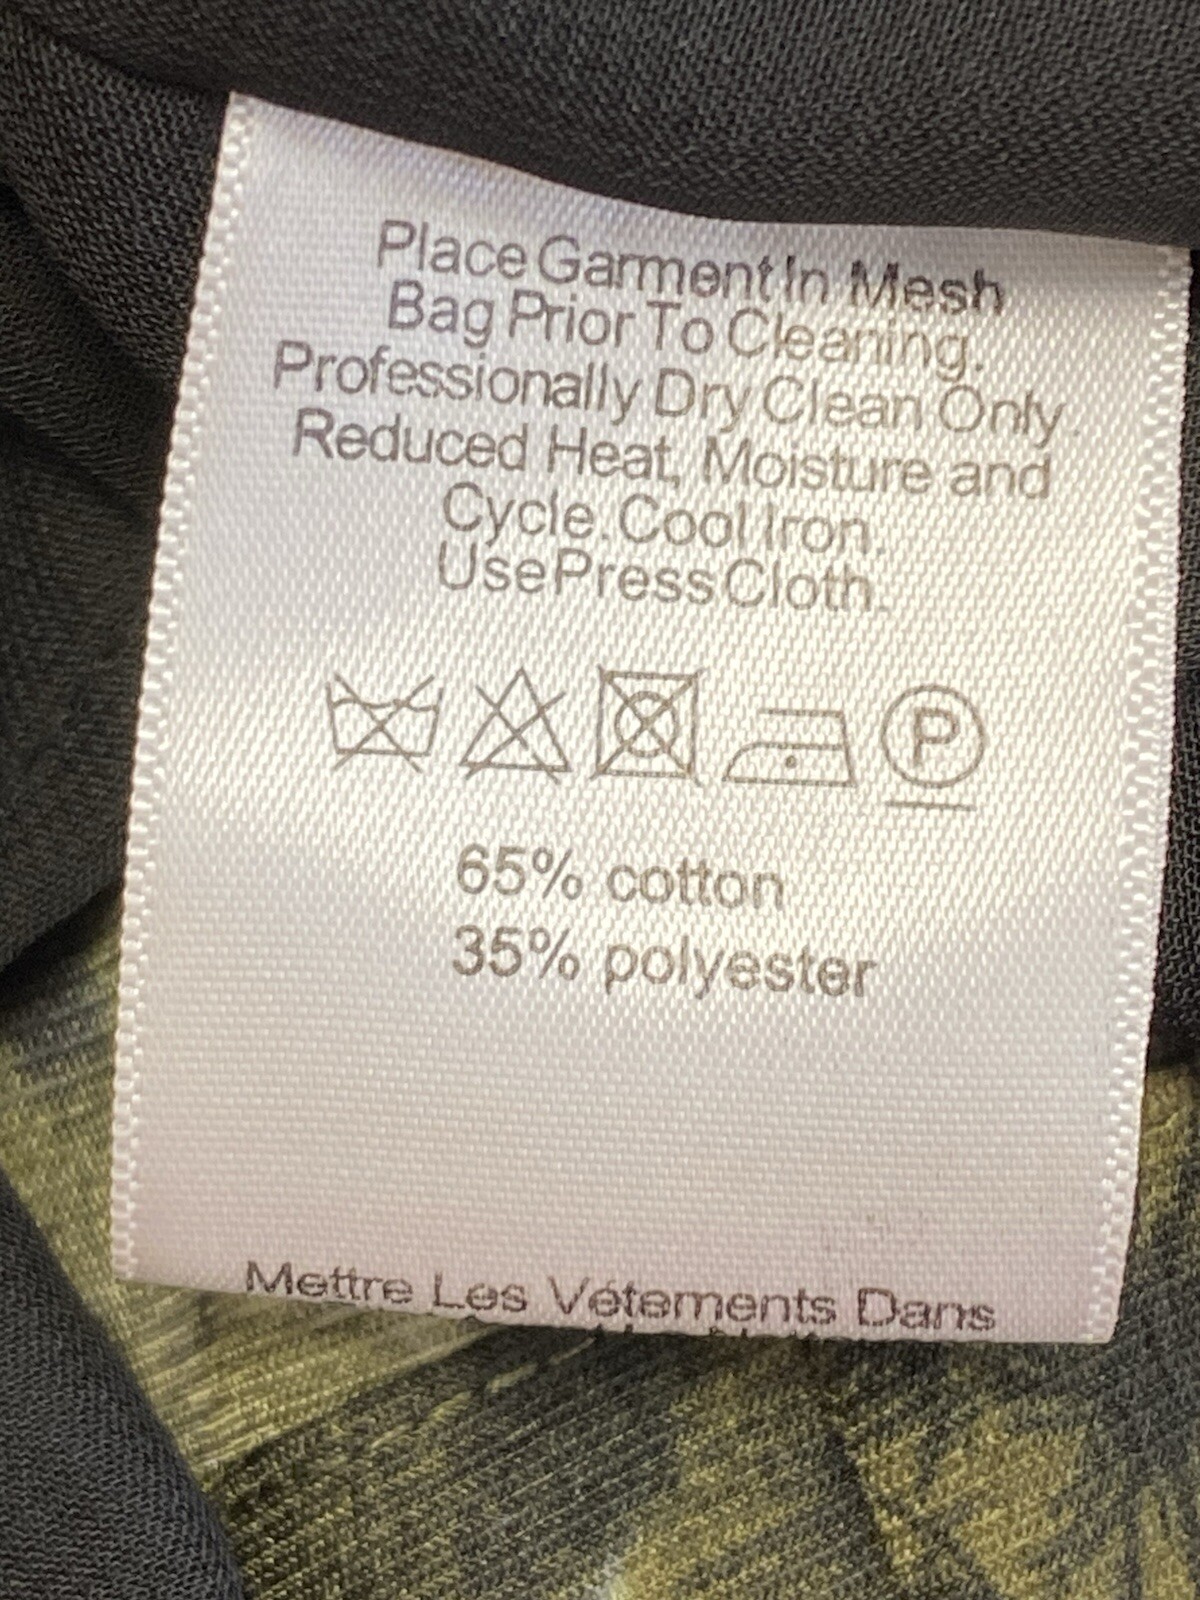 Place Garment In Mesh
Bag Prior To Cleaning.
Professionally Dry Clean Only.
Reduced Heat, Moisture and
Cycle. Cool Iron.
Use Press Cloth.
P
65% cotton
35% polyester
Mettre Les Vétements Dans